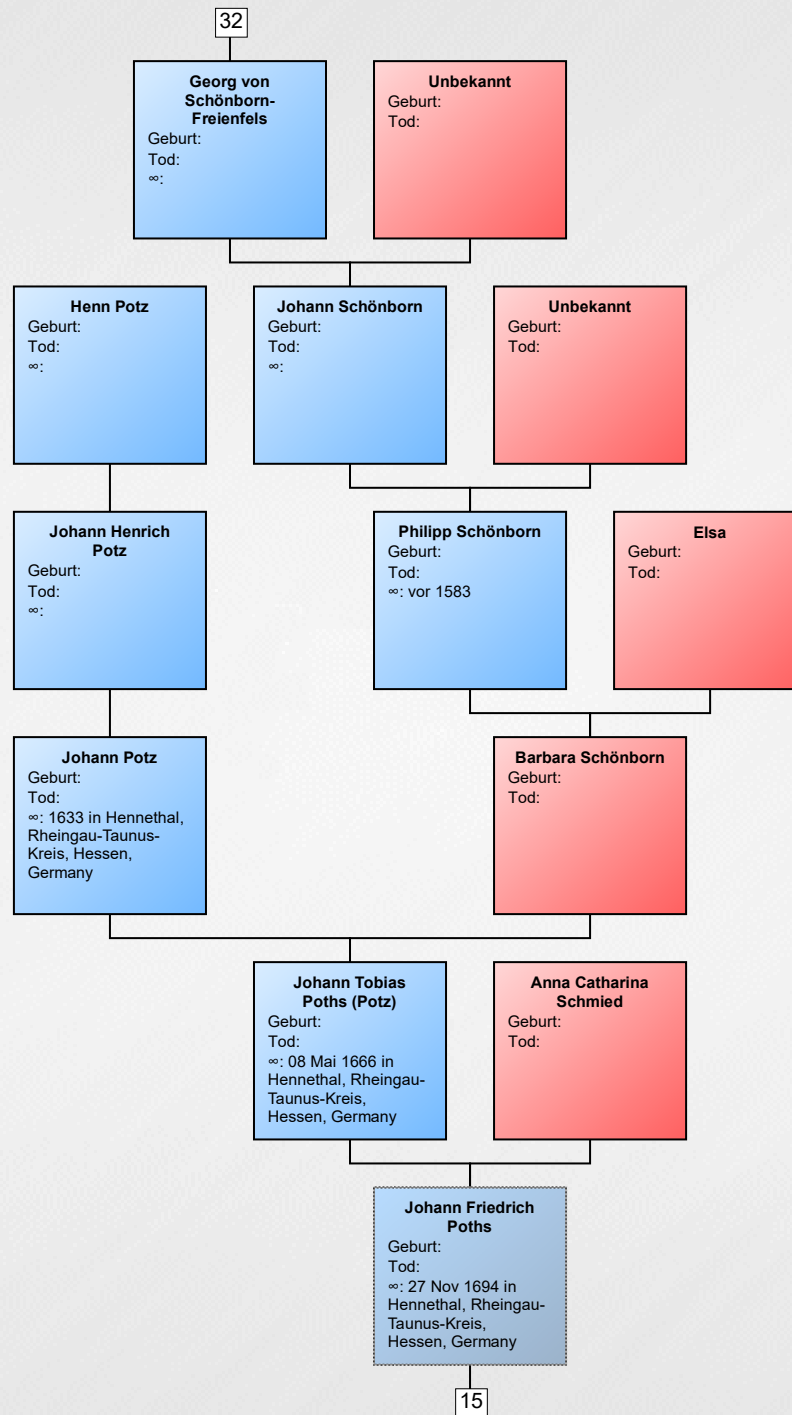 32
Georg von
Schönborn-
Freienfels
Geburt:
Tod:
∞:
Unbekannt
Geburt:
Tod:
Henn Potz
Geburt:
Tod:
∞:
Johann Schönborn
Geburt:
Tod:
∞:
Unbekannt
Geburt:
Tod:
Johann Henrich
Potz
Geburt:
Tod:
∞:
Philipp Schönborn
Geburt:
Tod:
∞: vor 1583
Elsa
Geburt:
Tod:
Johann Potz
Geburt:
Tod:
∞: 1633 in Hennethal,
Rheingau-Taunus-
Kreis, Hessen,
Germany
Barbara Schönborn
Geburt:
Tod:
Johann Tobias
Poths (Potz)
Geburt:
Tod:
∞: 08 Mai 1666 in
Hennethal, Rheingau-
Taunus-Kreis,
Hessen, Germany
Anna Catharina
Schmied
Geburt:
Tod:
Johann Friedrich
Poths
Geburt:
Tod:
∞: 27 Nov 1694 in
Hennethal, Rheingau-
Taunus-Kreis,
Hessen, Germany
15